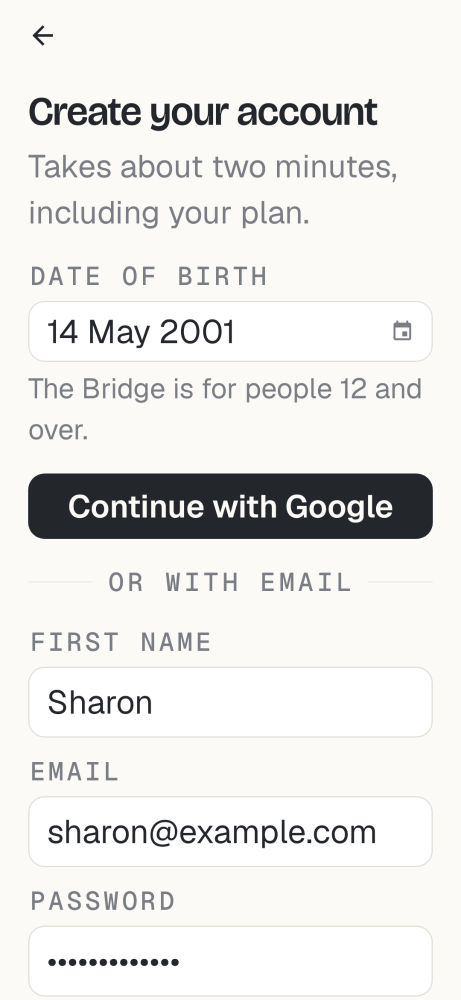 Create your account
Takes about two minutes,
including your plan.
DATE OF BIRTH
14 May 2001
The Bridge is for people 12 and
over.
Continue with Google
OR WITH EMAIL
FIRST NAME
Sharon
EMAIL
sharon@example.com
PASSWORD
•••••••••••••